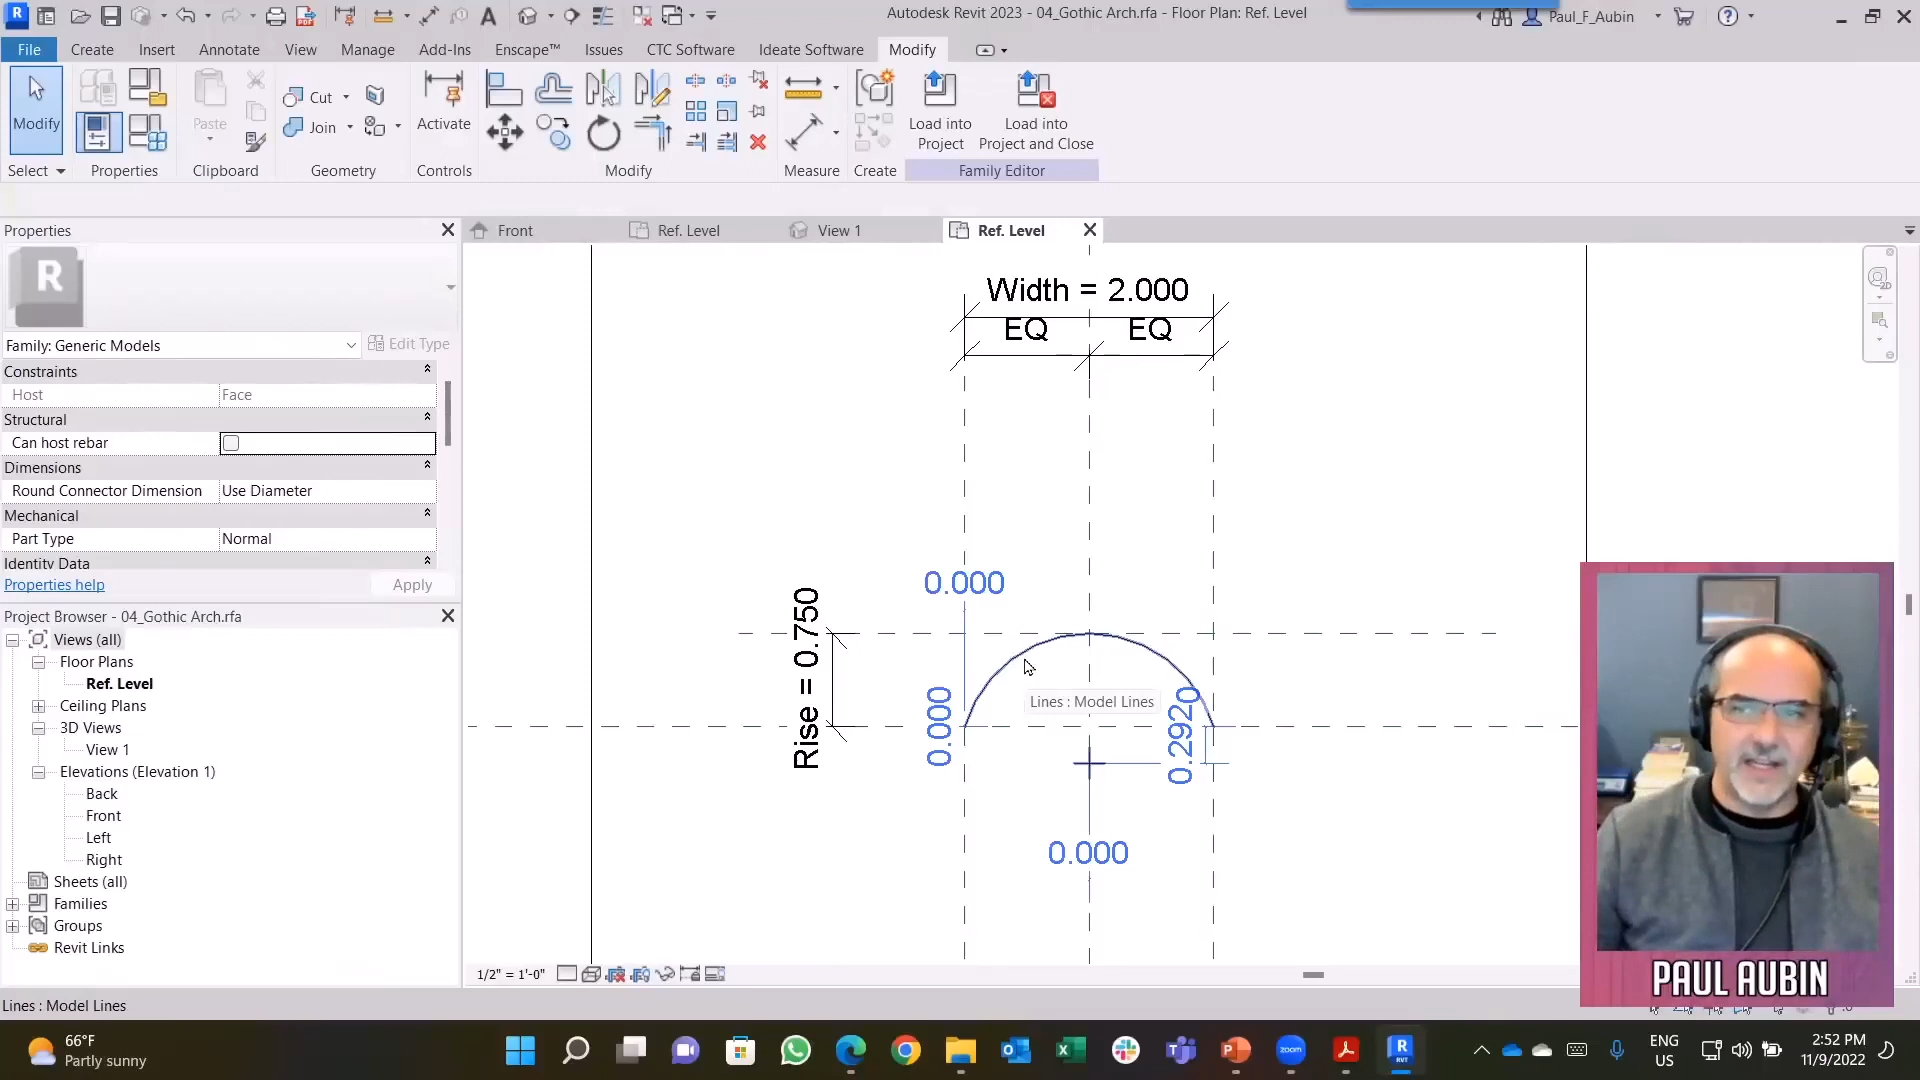 Autodesk Revit 2023 - 04_Gothic Arch.rfa - Floor Plan: Ref. Level
Paul_F_Aubin
File Create Insert Annotate View Manage Add-Ins Enscape™ Issues CTC Software Ideate Software Modify
Modify
Paste
Cut
Join
Activate
Load into
Project
Load into
Project and Close
Select Properties Clipboard Geometry Controls Modify Measure Create Family Editor
Properties
Front
Ref. Level
View 1
Ref. Level
R
Family: Generic Models
Edit Type
Constraints
Host Face
Structural
Can host rebar
Dimensions
Round Connector Dimension Use Diameter
Mechanical
Part Type Normal
Identity Data
Properties help
Apply
Project Browser - 04_Gothic Arch.rfa
Views (all)
Floor Plans
Ref. Level
Ceiling Plans
3D Views
View 1
Elevations (Elevation 1)
Back
Front
Left
Right
Sheets (all)
Families
Groups
Revit Links
Width = 2.000
EQ EQ
0.000
Rise = 0.750
0.000
Lines : Model Lines
0.2920
0.000
1/2" = 1'-0"
PAUL AUBIN
Lines : Model Lines
66°F
Partly sunny
zoom
R
RVT
ENG
US
2:52 PM
11/9/2022